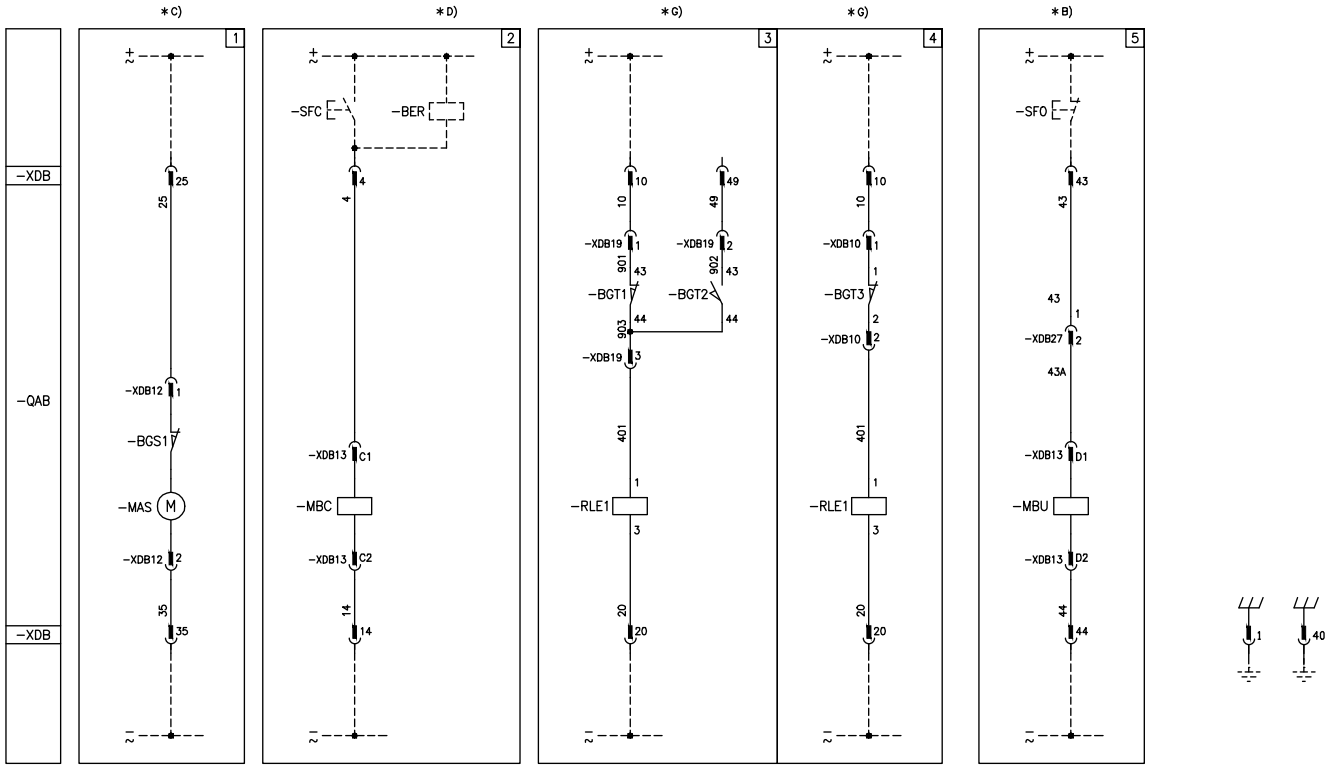 *C)
*D)
*G)
*G)
*B)
1
2
3
4
5
+
~
+
~
+
~
+
~
+
~
-SFC
-BER
-SFO
-XDB
25
4
10
49
10
43
25
4
10
49
10
43
-XDB19
1
-XDB19
2
-XDB10
1
901
43
902
43
1
-BGT1
-BGT2
-BGT3
43
903
44
44
2
1
-XDB10
2
-XDB27
2
-XDB19
3
43A
-XDB12
1
-QAB
-BGS1
401
401
-XDB13
C1
-XDB13
D1
1
1
-MAS
M
-MBC
-RLE1
-RLE1
-MBU
3
3
-XDB12
2
-XDB13
C2
-XDB13
D2
35
14
20
20
44
-XDB
35
14
20
20
44
1
40
-
~
-
~
-
~
-
~
-
~